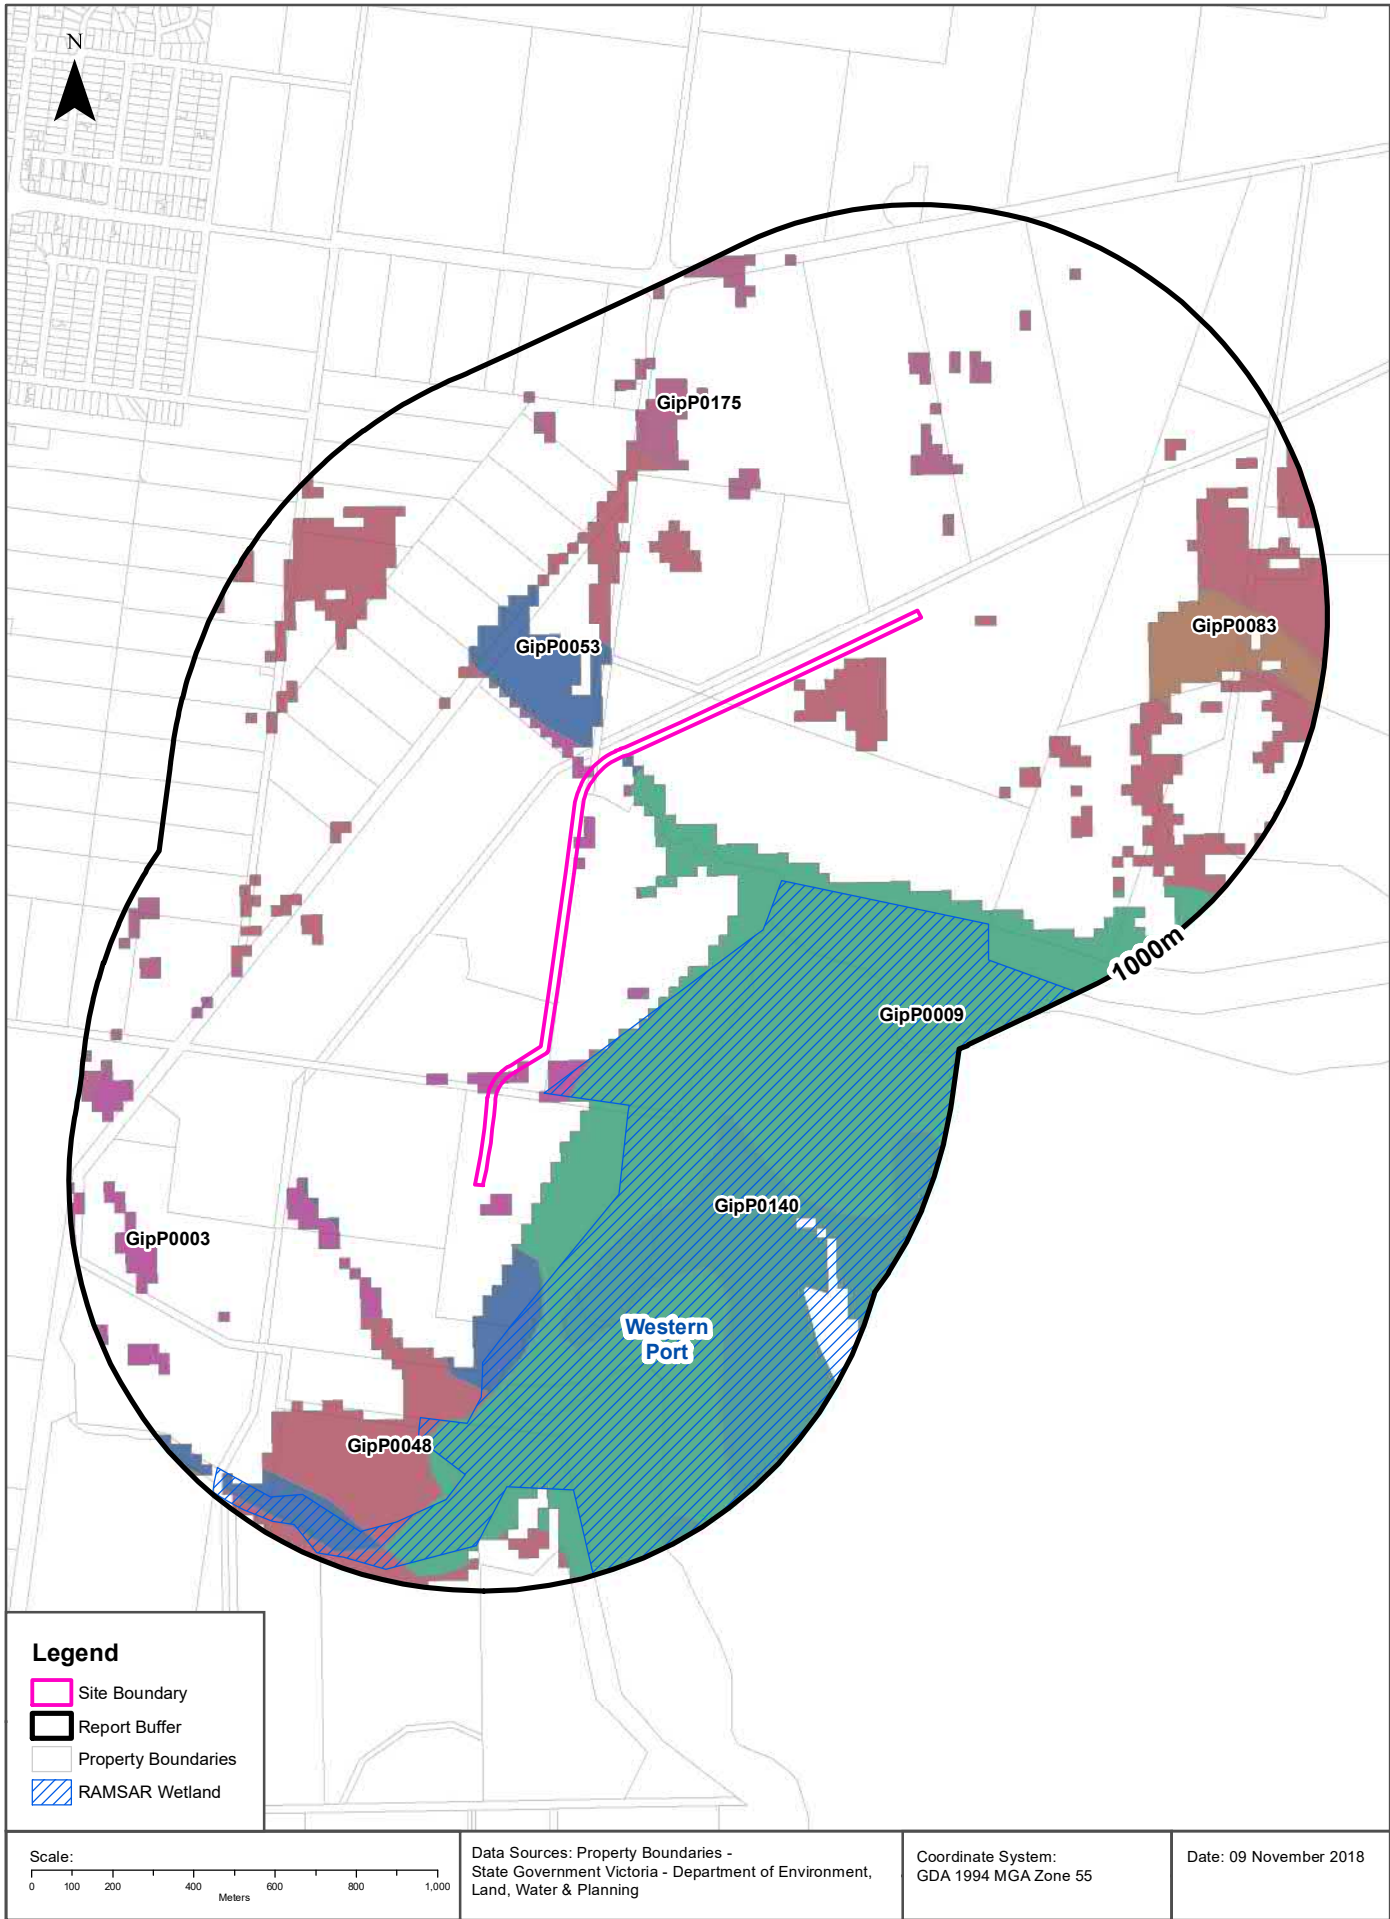 N
GipP0175
GipP0053
GipP0083
1000m
GipP0009
GipP0140
GipP0003
Western
Port
GipP0048
Legend
Site Boundary
Report Buffer
Property Boundaries
RAMSAR Wetland
Scale:
0 100 200 400 600 800 1,000
Meters
Data Sources: Property Boundaries -
State Government Victoria - Department of Environment,
Land, Water & Planning
Coordinate System:
GDA 1994 MGA Zone 55
Date: 09 November 2018